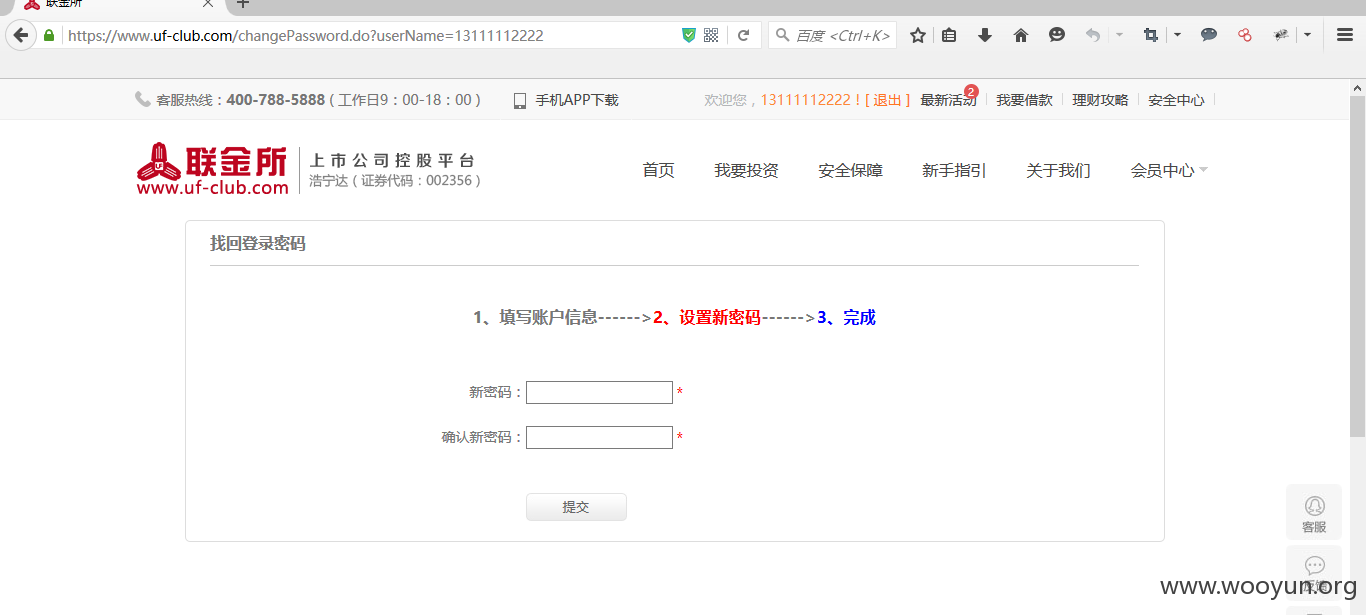 联金所
https://www.uf-club.com/changePassword.do?userName=13111112222
百度 <Ctrl+K>
客服热线：400-788-5888 ( 工作日9：00-18：00 )
手机APP下载
欢迎您，13111112222！[ 退出 ]
最新活动 2
我要借款
理财攻略
安全中心
联金所
UF
www.uf-club.com
上市公司控股平台
浩宁达 ( 证券代码：002356 )
首页
我要投资
安全保障
新手指引
关于我们
会员中心
找回登录密码
1、填写账户信息------>2、设置新密码------>3、完成
新密码： *
确认新密码： *
提交
客服
反馈
www.wooyun.org